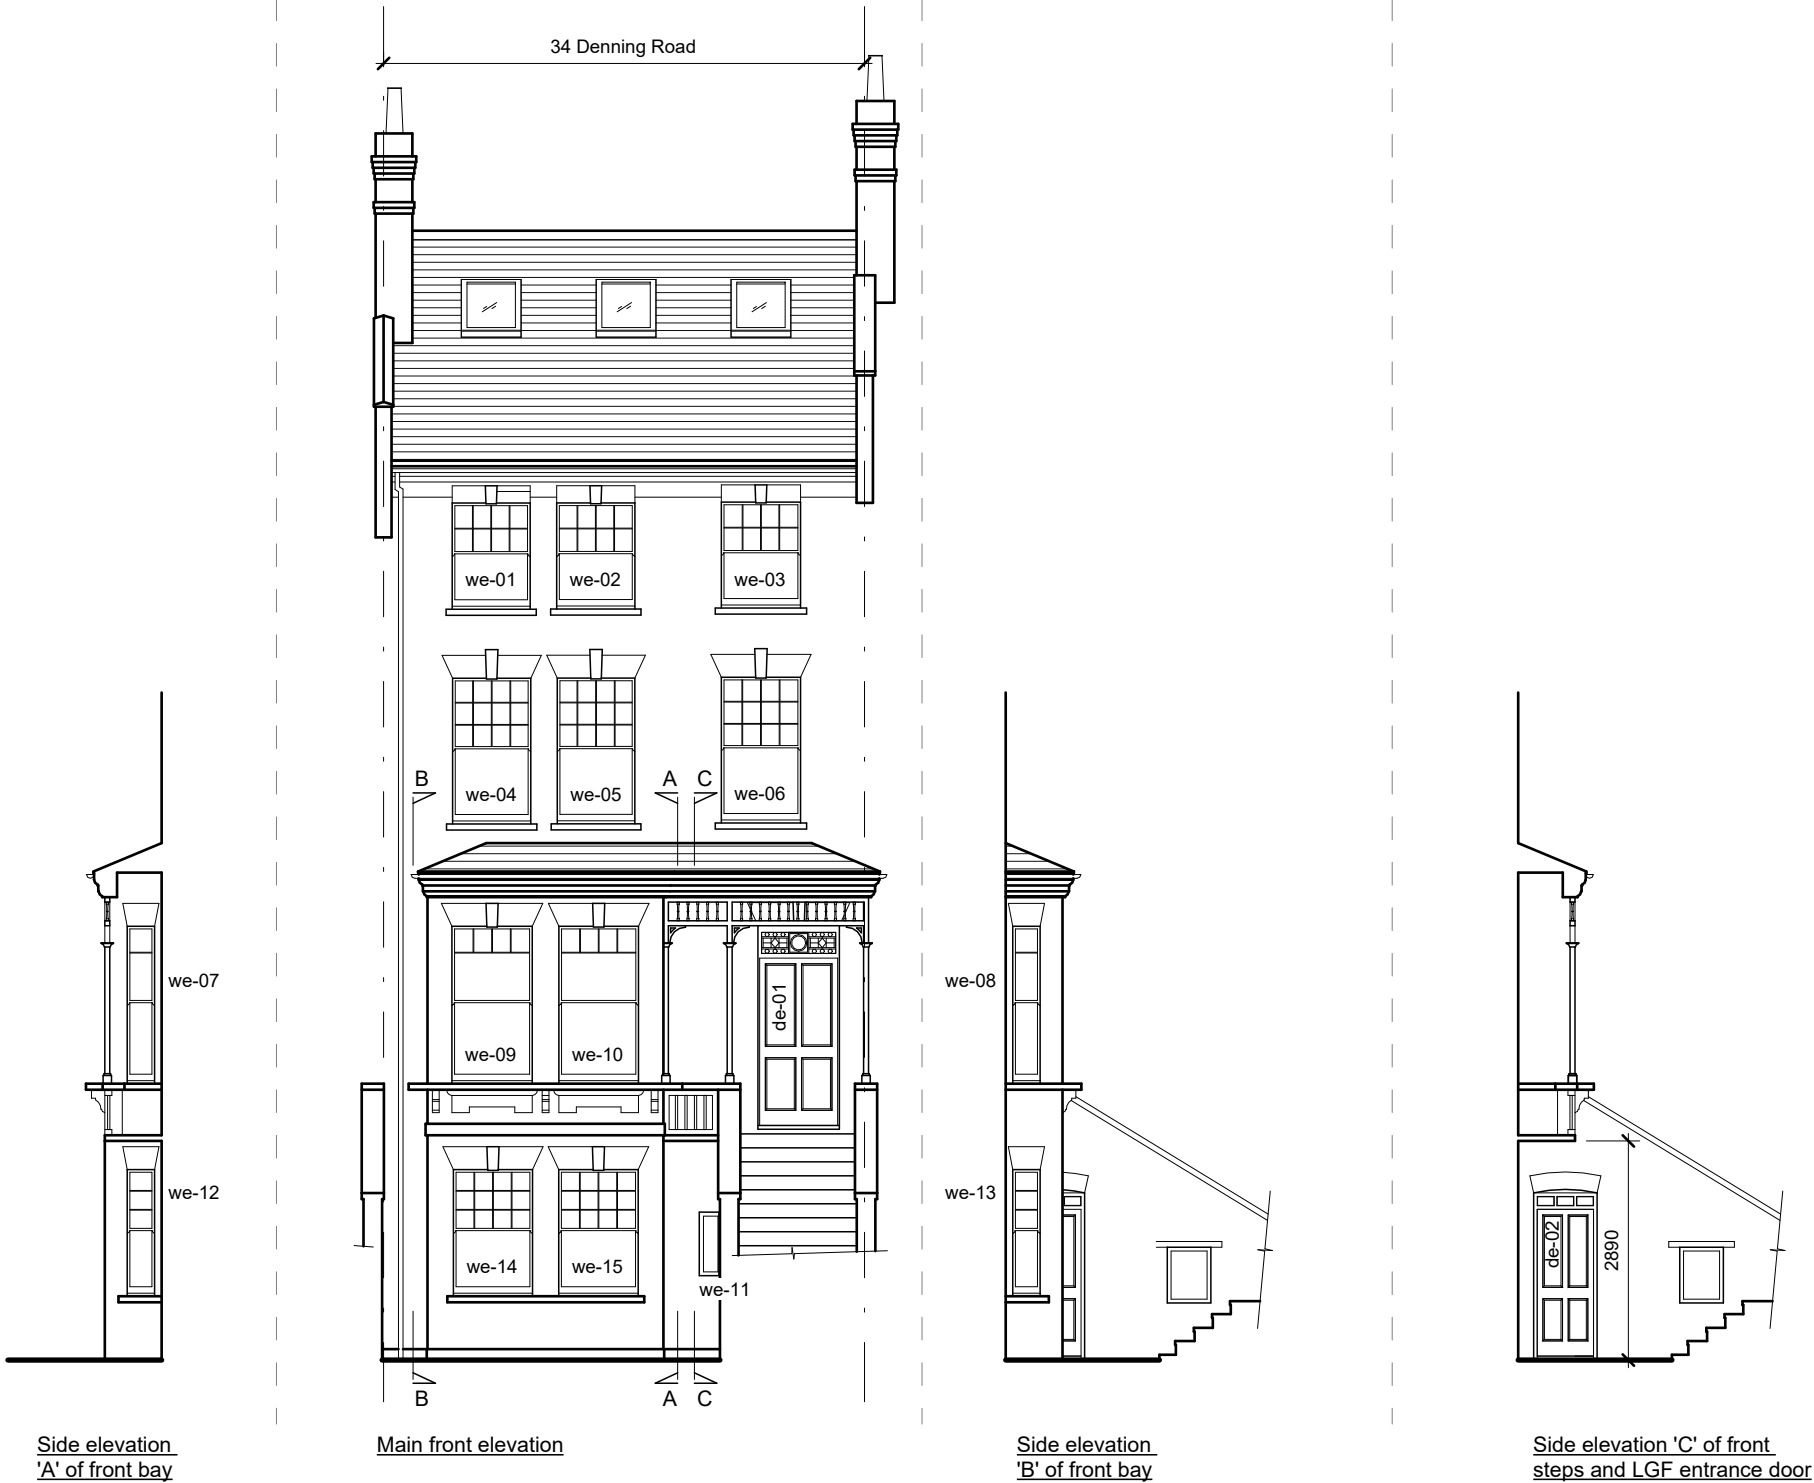 34 Denning Road
we-01
we-02
we-03
B
A
C
we-04
we-05
we-06
we-07
we-08
de-01
we-09
we-10
we-12
we-13
de-02
2890
we-14
we-15
we-11
B
A
C
Side elevation
'A' of front bay
Main front elevation
Side elevation
'B' of front bay
Side elevation 'C' of front
steps and LGF entrance door